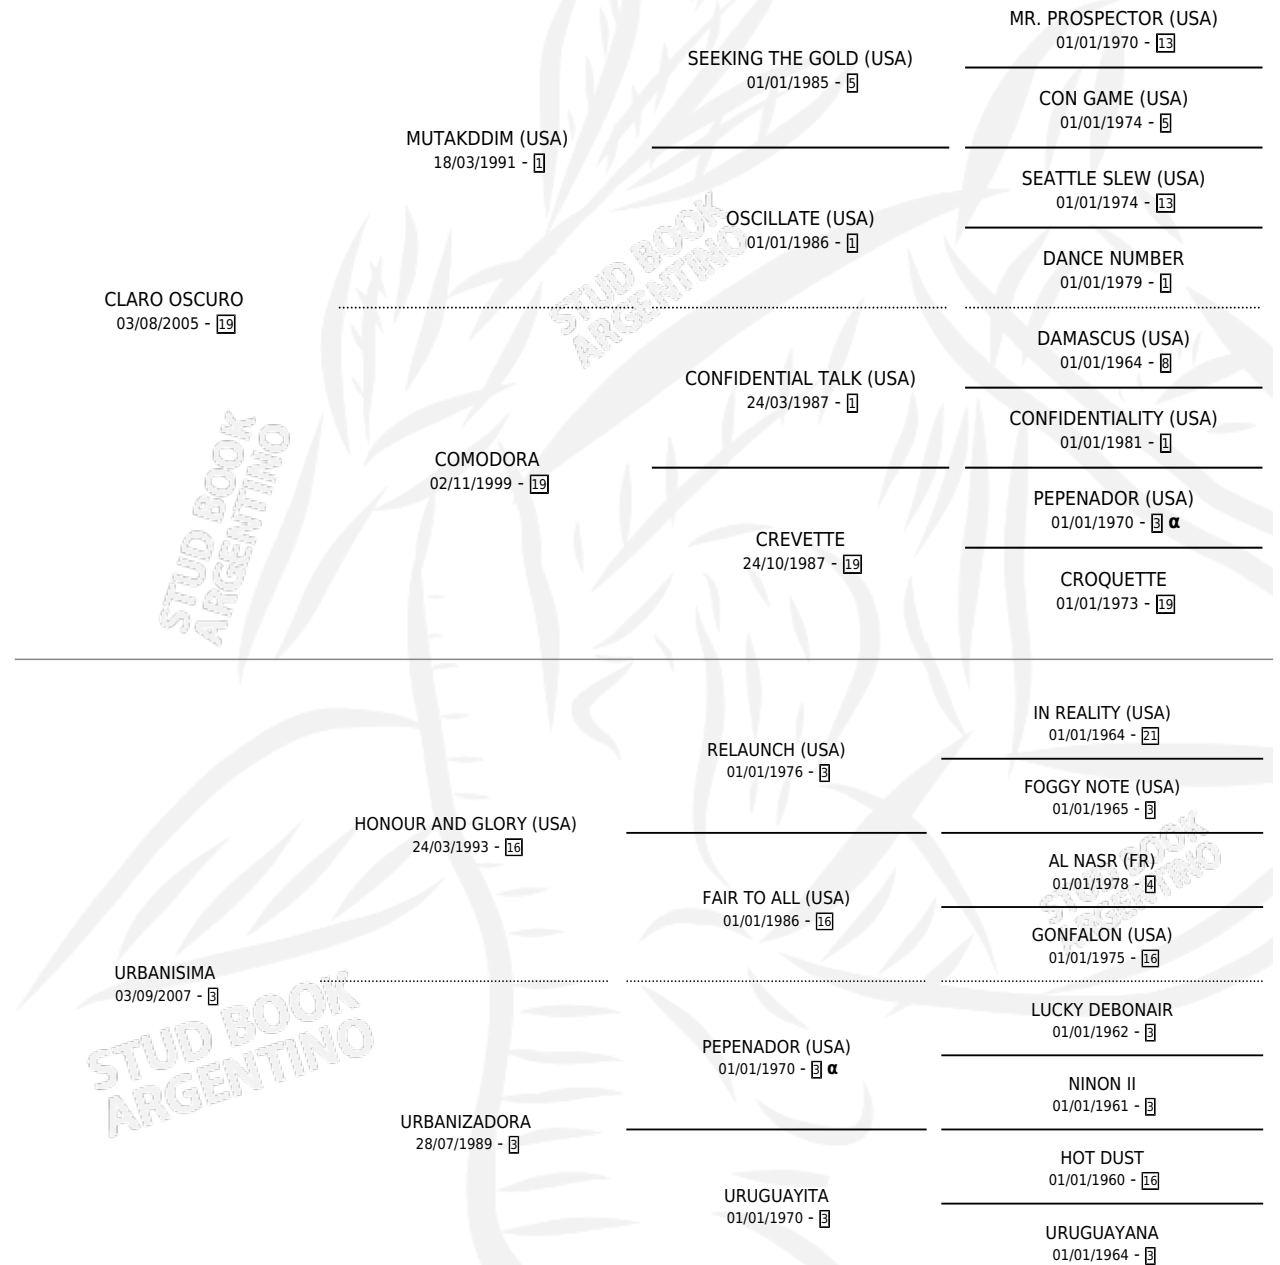 MR. PROSPECTOR (USA)
01/01/1970 - 13
SEEKING THE GOLD (USA)
01/01/1985 - 5
CON GAME (USA)
01/01/1974 - 5
MUTAKDDIM (USA)
18/03/1991 - 1
SEATTLE SLEW (USA)
01/01/1974 - 13
OSCILLATE (USA)
01/01/1986 - 1
DANCE NUMBER
01/01/1979 - 1
CLARO OSCURO
03/08/2005 - 19
DAMASCUS (USA)
01/01/1964 - 8
CONFIDENTIAL TALK (USA)
24/03/1987 - 1
CONFIDENTIALITY (USA)
01/01/1981 - 1
COMODORA
02/11/1999 - 19
PEPENADOR (USA)
01/01/1970 - 3 α
CREVETTE
24/10/1987 - 19
CROQUETTE
01/01/1973 - 19
IN REALITY (USA)
01/01/1964 - 21
RELAUNCH (USA)
01/01/1976 - 3
FOGGY NOTE (USA)
01/01/1965 - 3
HONOUR AND GLORY (USA)
24/03/1993 - 16
AL NASR (FR)
01/01/1978 - 4
FAIR TO ALL (USA)
01/01/1986 - 16
GONFALON (USA)
01/01/1975 - 16
URBANISIMA
03/09/2007 - 3
LUCKY DEBONAIR
01/01/1962 - 3
PEPENADOR (USA)
01/01/1970 - 3 α
NINON II
01/01/1961 - 3
URBANIZADORA
28/07/1989 - 3
HOT DUST
01/01/1960 - 16
URUGUAYITA
01/01/1970 - 3
URUGUAYANA
01/01/1964 - 3
STUD BOOK
ARGENTINO
STUD BOOK
ARGENTINO
STUD BOOK
ARGENTINO
STUD BOOK
ARGENTINO